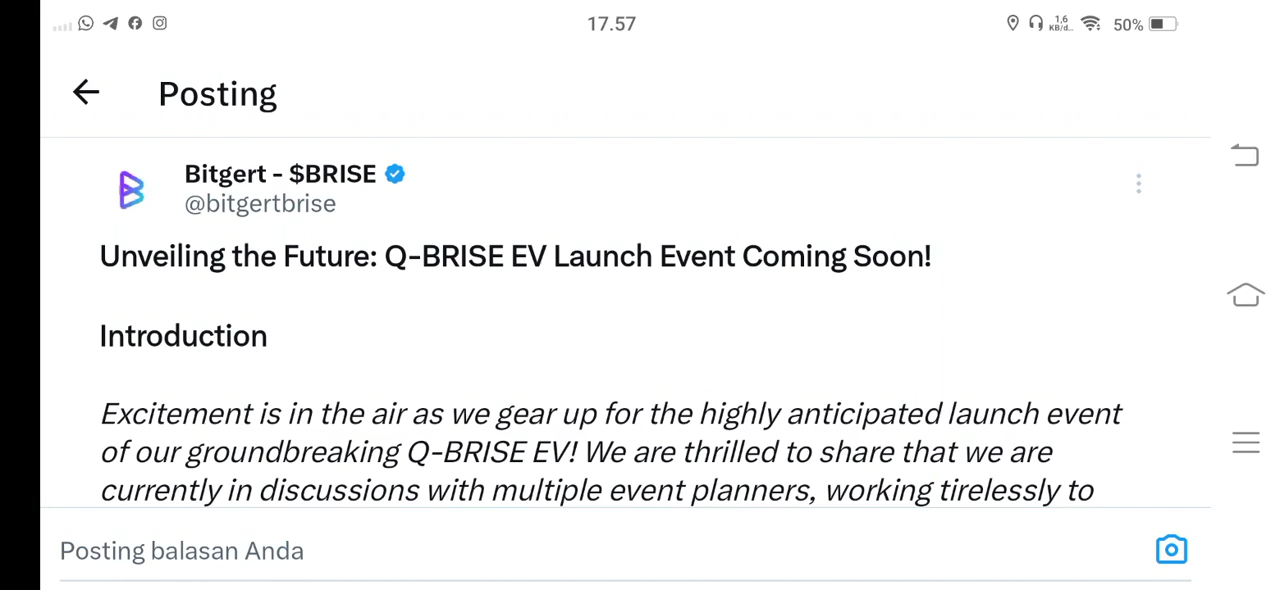 17.57
1,6
KB/d...
50%
Posting
Bitgert - $BRISE
@bitgertbrise
Unveiling the Future: Q-BRISE EV Launch Event Coming Soon!
Introduction
Excitement is in the air as we gear up for the highly anticipated launch event
of our groundbreaking Q-BRISE EV! We are thrilled to share that we are
currently in discussions with multiple event planners, working tirelessly to
Posting balasan Anda